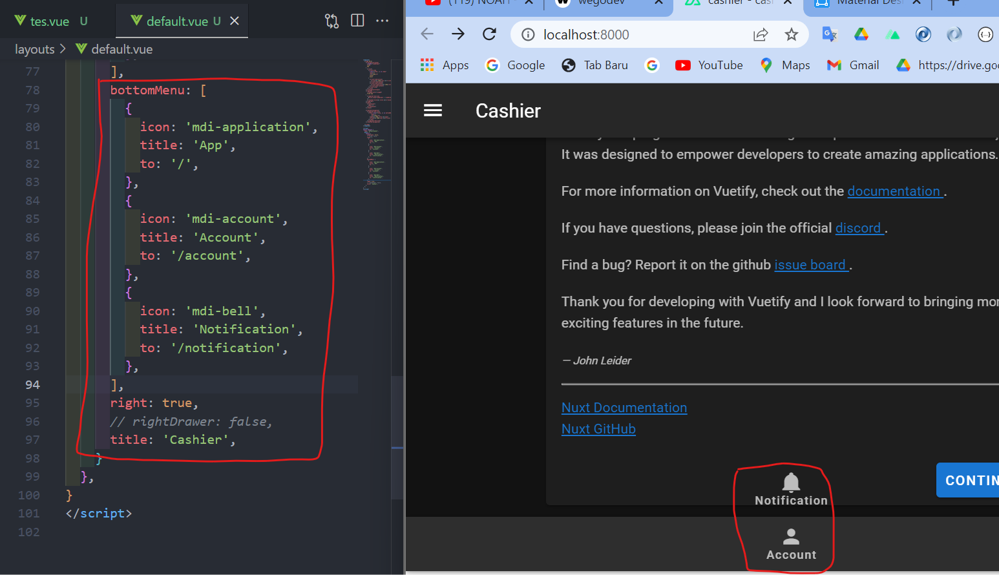 tes.vue U
default.vue U
layouts > default.vue
77 ],
78 bottomMenu: [
79 {
80 icon: 'mdi-application',
81 title: 'App',
82 to: '/',
83 },
84 {
85 icon: 'mdi-account',
86 title: 'Account',
87 to: '/account',
88 },
89 {
90 icon: 'mdi-bell',
91 title: 'Notification',
92 to: '/notification',
93 },
94 ],
95 right: true,
96 // rightDrawer: false,
97 title: 'Cashier',
98 }
99 },
100 }
101 </script>
102
(119) NOAH
wegodev
cashier - cas
Material Des
localhost:8000
Apps
Google
Tab Baru
YouTube
Maps
Gmail
https://drive.goo
Cashier
It was designed to empower developers to create amazing applications.
For more information on Vuetify, check out the documentation .
If you have questions, please join the official discord .
Find a bug? Report it on the github issue board .
Thank you for developing with Vuetify and I look forward to bringing mor
exciting features in the future.
— John Leider
Nuxt Documentation
Nuxt GitHub
CONTIN
Notification
Account